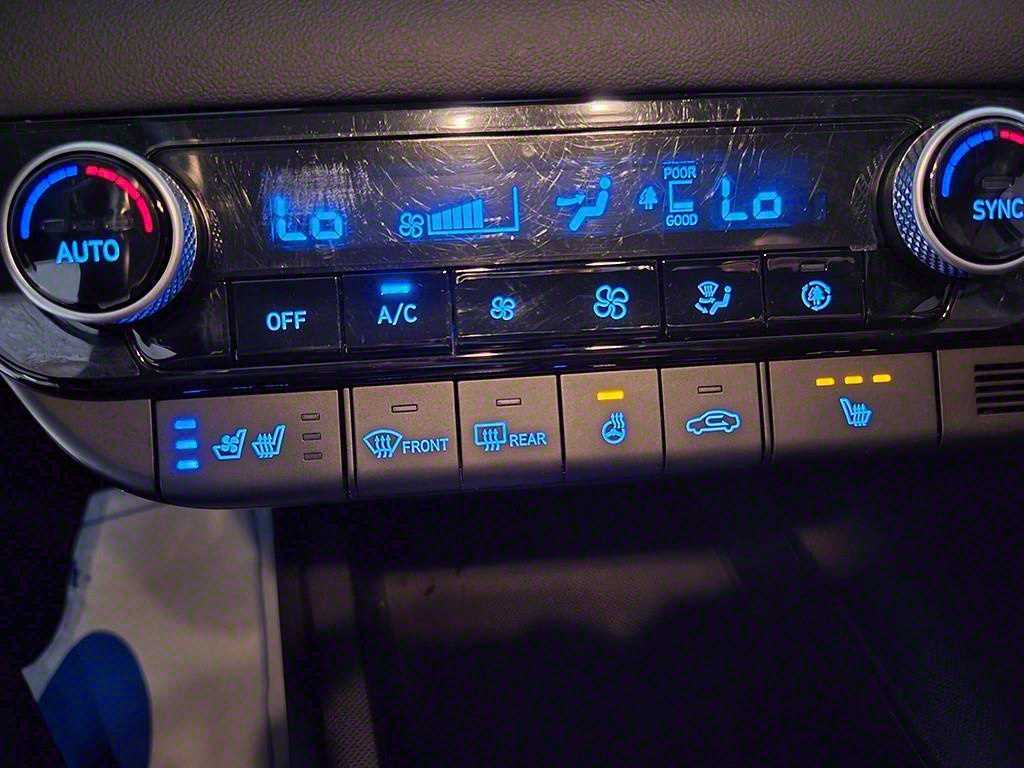 POOR
Lo
Lo
GOOD
AUTO
SYNC
OFF
A/C
FRONT
REAR